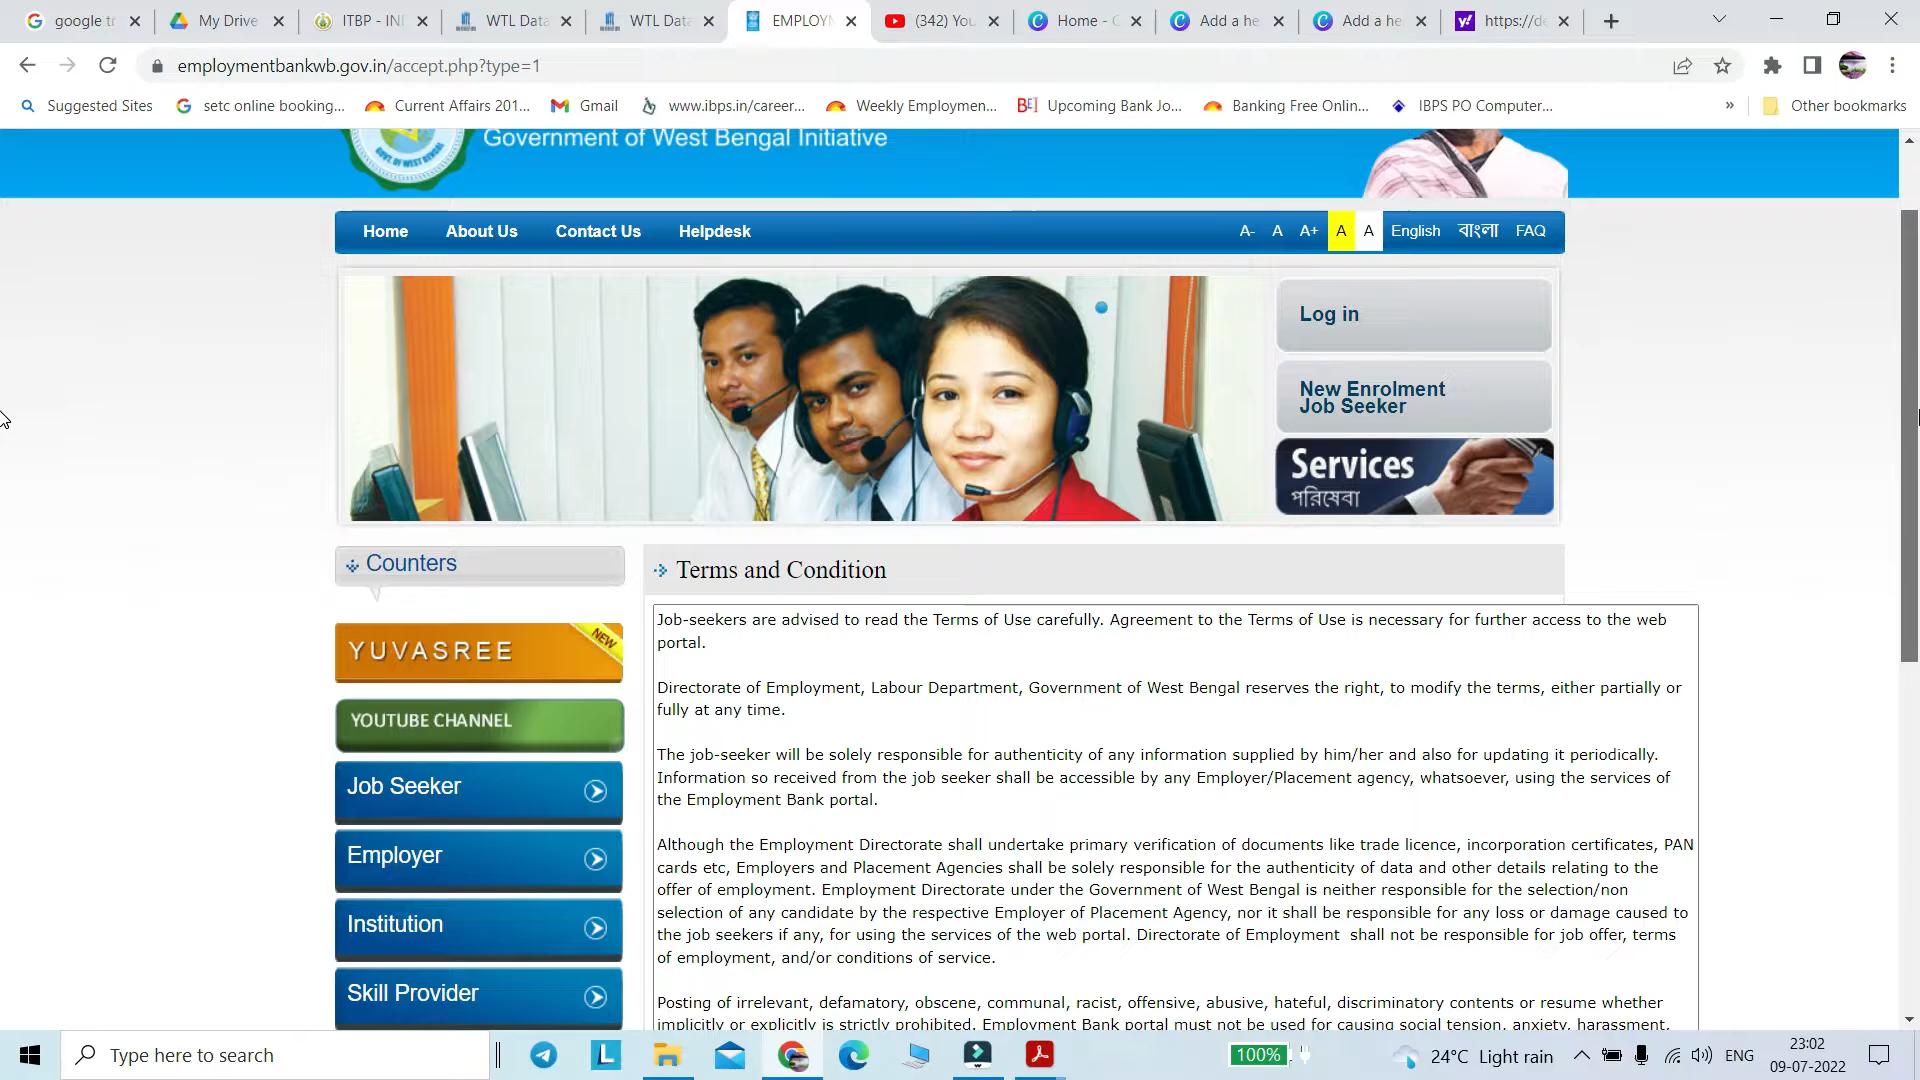 google tr
My Drive
ITBP - INI
WTL Data
WTL Data
EMPLOYM
(342) You
Home - C
Add a he
Add a he
https://de
employmentbankwb.gov.in/accept.php?type=1
Suggested Sites
setc online booking...
Current Affairs 201...
Gmail
www.ibps.in/career...
Weekly Employmen...
BEJ
Upcoming Bank Jo...
Banking Free Onlin...
IBPS PO Computer...
»
Other bookmarks
GOVT. OF WEST BENGAL
Government of West Bengal Initiative
Home
About Us
Contact Us
Helpdesk
A-
A
A+
A
A
English
বাংলা
FAQ
Log in
New Enrolment
Job Seeker
Services
পরিষেবা
Counters
Terms and Condition
YUVASREE
NEW
YOUTUBE CHANNEL
Job Seeker
Employer
Institution
Skill Provider
Job-seekers are advised to read the Terms of Use carefully. Agreement to the Terms of Use is necessary for further access to the web
portal.
Directorate of Employment, Labour Department, Government of West Bengal reserves the right, to modify the terms, either partially or
fully at any time.
The job-seeker will be solely responsible for authenticity of any information supplied by him/her and also for updating it periodically.
Information so received from the job seeker shall be accessible by any Employer/Placement agency, whatsoever, using the services of
the Employment Bank portal.
Although the Employment Directorate shall undertake primary verification of documents like trade licence, incorporation certificates, PAN
cards etc, Employers and Placement Agencies shall be solely responsible for the authenticity of data and other details relating to the
offer of employment. Employment Directorate under the Government of West Bengal is neither responsible for the selection/non
selection of any candidate by the respective Employer of Placement Agency, nor it shall be responsible for any loss or damage caused to
the job seekers if any, for using the services of the web portal. Directorate of Employment shall not be responsible for job offer, terms
of employment, and/or conditions of service.
Posting of irrelevant, defamatory, obscene, communal, racist, offensive, abusive, hateful, discriminatory contents or resume whether
implicitly or explicitly is strictly prohibited. Employment Bank portal must not be used for causing social tension, anxiety, harassment,
Type here to search
L
100%
24°C Light rain
ENG
23:02
09-07-2022